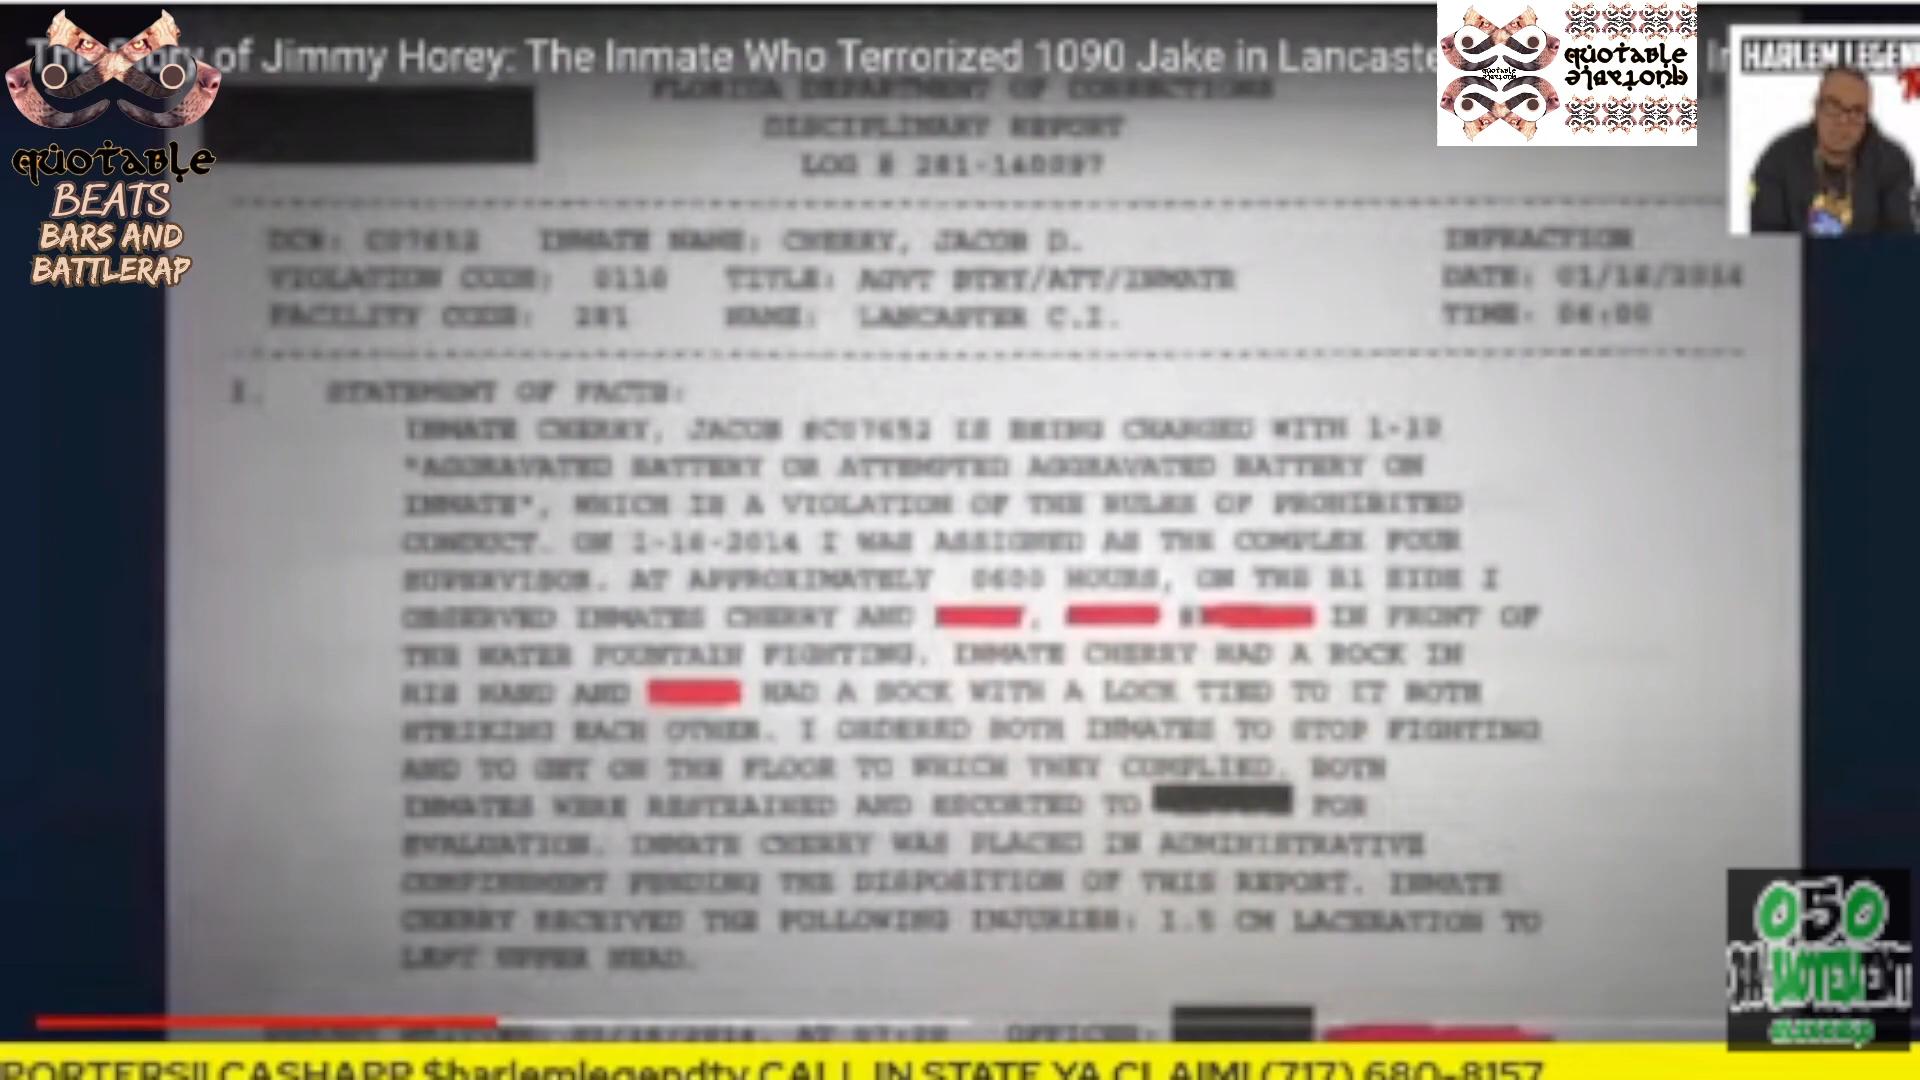 The Story of Jimmy Horey: The Inmate Who Terrorized 1090 Jake in Lancaste
quotable
quotable
quotable
HARLEM LEGEN
FLORIDA DEPARTMENT OF CORRECTIONS
DISCIPLINARY REPORT
LOG # 281-140097
quotable
BEATS
BARS AND
BATTLERAP
DC#: C07652 INMATE NAME: CHERRY, JACOB D. INFRACTION
VIOLATION CODE: 0110 TITLE: AGVT BTRY/ATT/INMATE DATE: 01/16/2014
FACILITY CODE: 281 NAME: LANCASTER C.I. TIME: 06:00
I. STATEMENT OF FACTS:
INMATE CHERRY, JACOB #C07652 IS BEING CHARGED WITH 1-10
"AGGRAVATED BATTERY OR ATTEMPTED AGGRAVATED BATTERY ON
INMATE", WHICH IS A VIOLATION OF THE RULES OF PROHIBITED
CONDUCT. ON 1-16-2014 I WAS ASSIGNED AS THE COMPLEX FOUR
SUPERVISOR. AT APPROXIMATELY 0600 HOURS, ON THE B1 SIDE I
OBSERVED INMATES CHERRY AND , # IN FRONT OF
THE WATER FOUNTAIN FIGHTING. INMATE CHERRY HAD A ROCK IN
HIS HAND AND HAD A SOCK WITH A LOCK TIED TO IT BOTH
STRIKING EACH OTHER. I ORDERED BOTH INMATES TO STOP FIGHTING
AND TO GET ON THE FLOOR TO WHICH THEY COMPLIED. BOTH
INMATES WERE RESTRAINED AND ESCORTED TO FOR
EVALUATION. INMATE CHERRY WAS PLACED IN ADMINISTRATIVE
CONFINEMENT PENDING THE DISPOSITION OF THIS REPORT. INMATE
CHERRY RECEIVED THE FOLLOWING INJURIES: 1.5 CM LACERATION TO
LEFT UPPER HEAD.
OFFICER:
050
DA MOVEMENT
PORTERS!! CASHAPP $harlemlegendtv CALL IN STATE YA CLAIM! (717) 680-8157